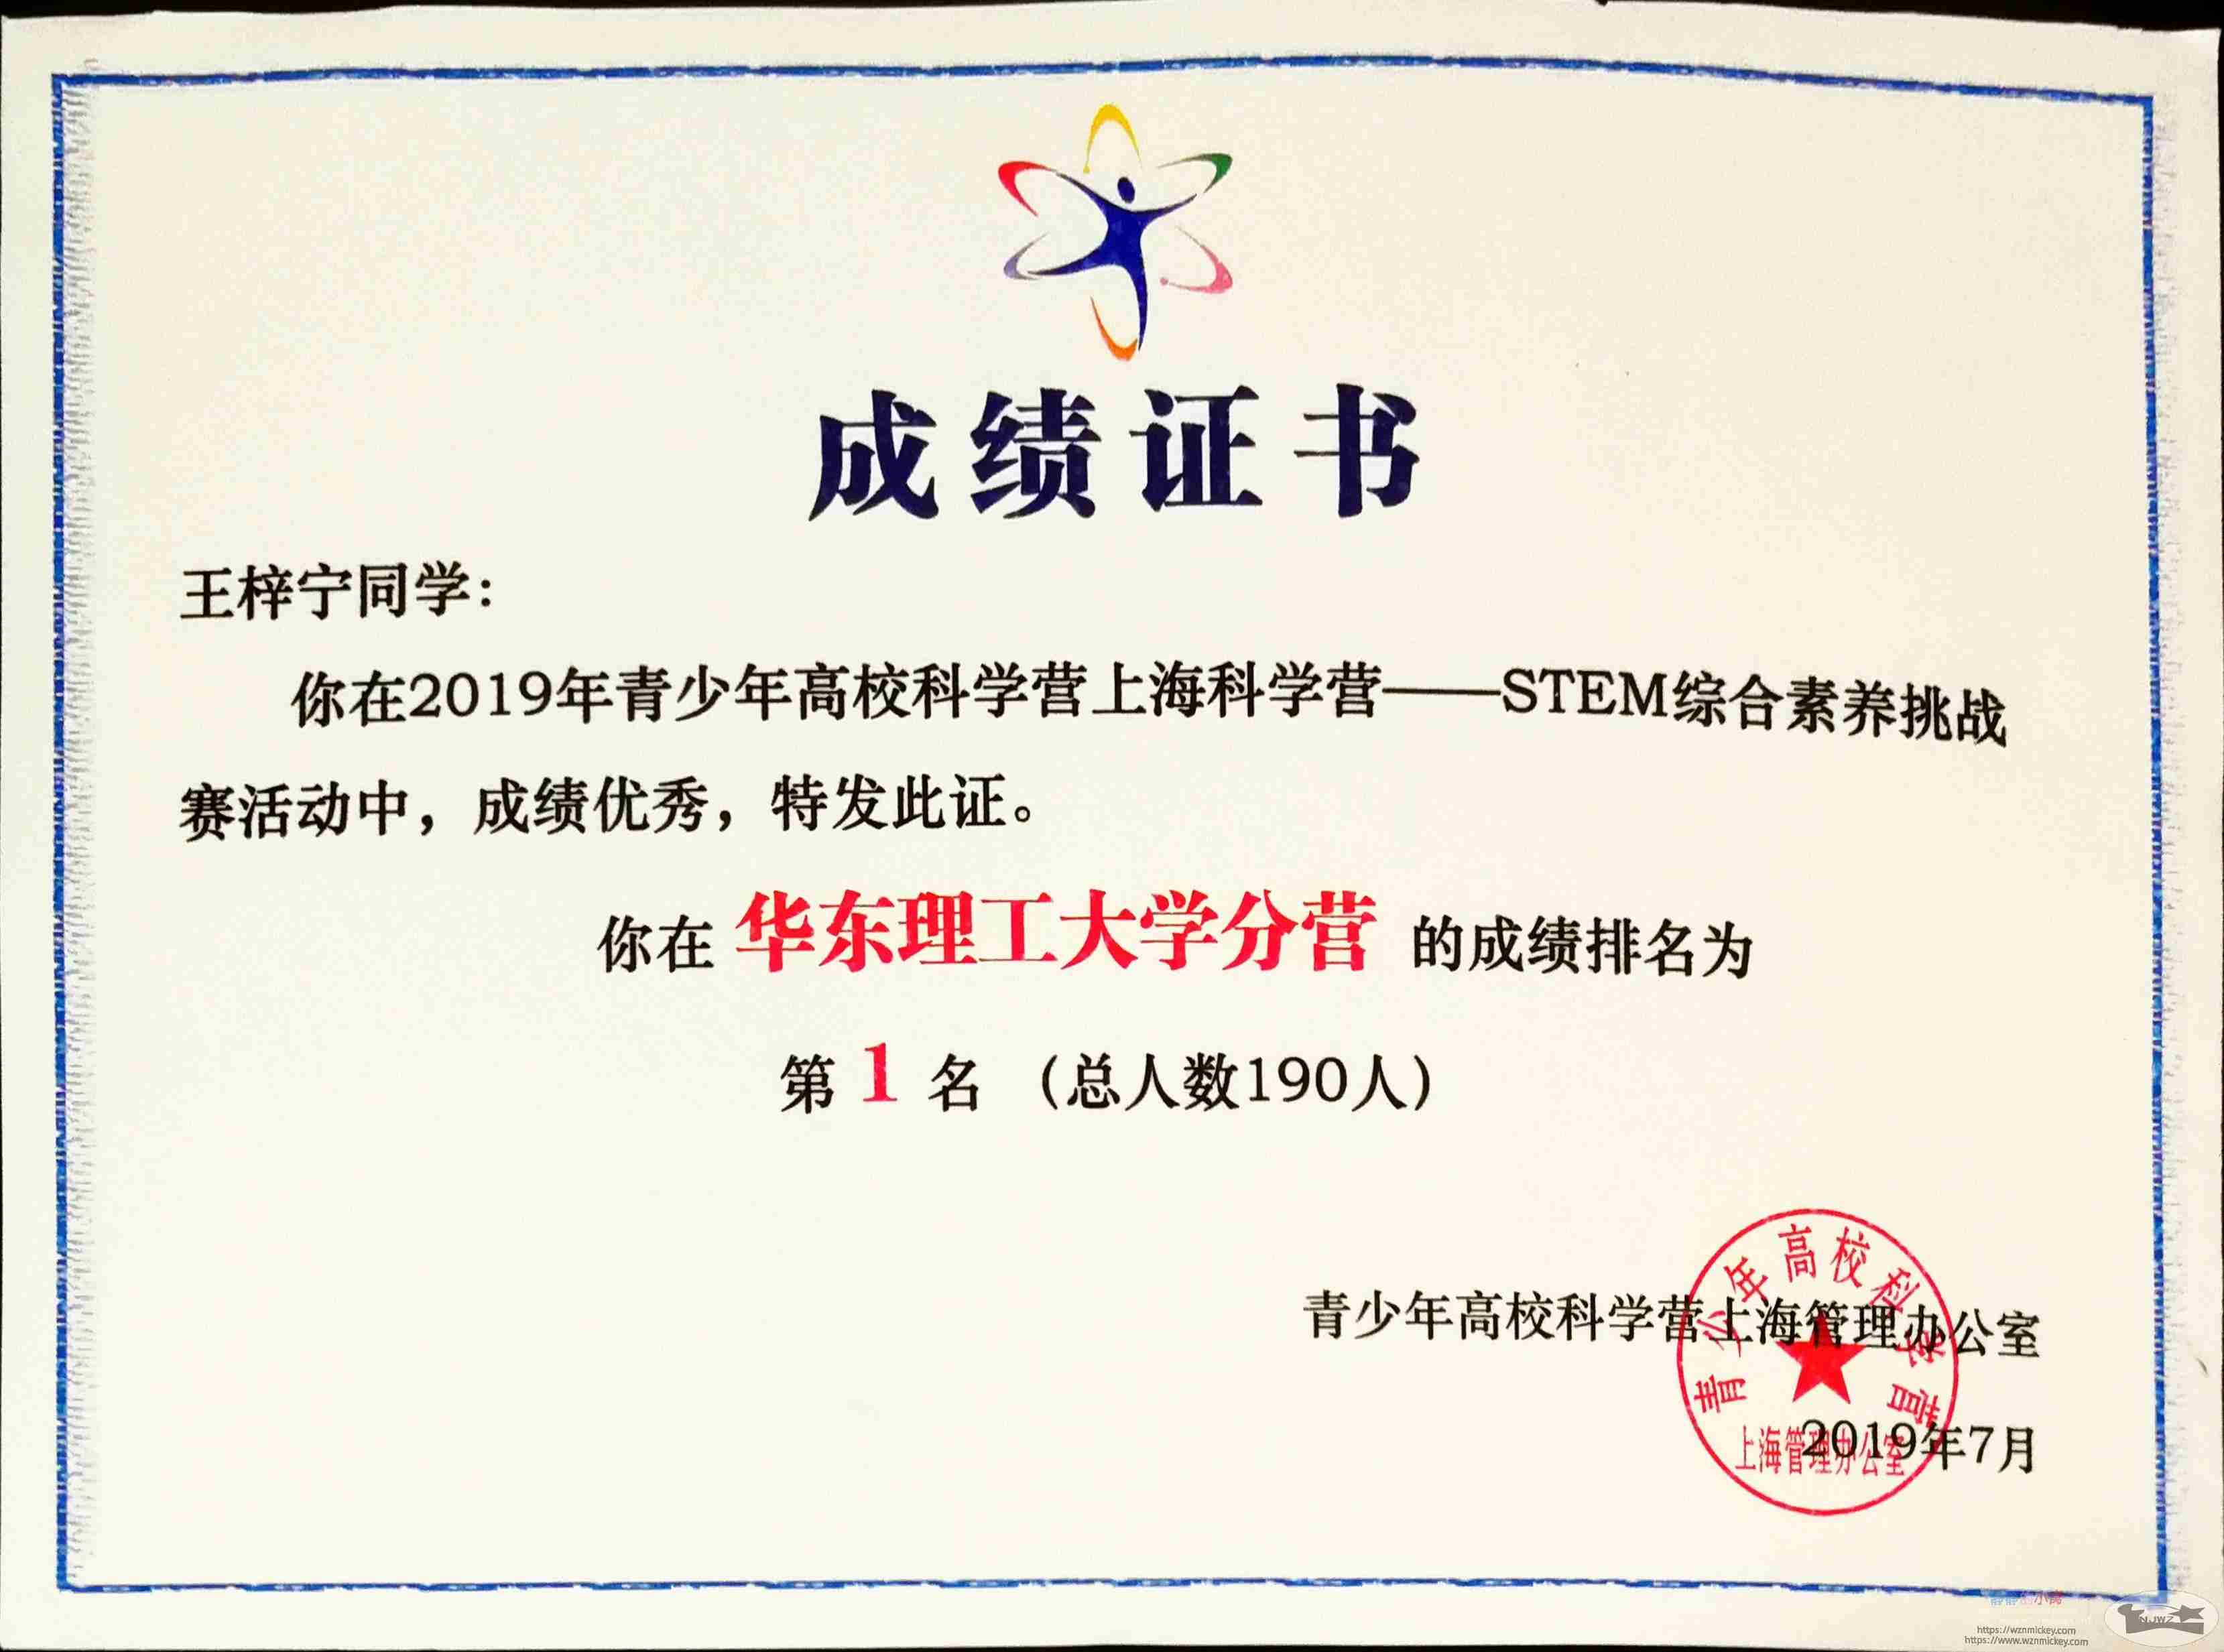 成绩证书
王梓宁同学：
你在2019年青少年高校科学营上海科学营——STEM综合素养挑战
赛活动中，成绩优秀，特发此证。
你在 华东理工大学分营 的成绩排名为
第 1 名 （总人数190人）
青少年高校科学营上海管理办公室
2019年7月
青少年高校科学营
上海管理办公室
NJWZ
https://wznmickey.com
https://www.wznmickey.com